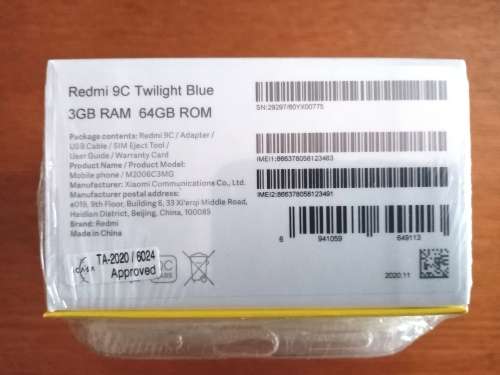 Redmi 9C Twilight Blue
3GB RAM 64GB ROM
Package contents: Redmi 9C / Adapter /
USB Cable / SIM Eject Tool /
User Guide / Warranty Card
Product Name / Product Model:
Mobile phone / M2006C3MG
Manufacturer: Xiaomi Communications Co., Ltd.
Manufacturer postal address:
#019, 9th Floor, Building 6, 33 Xi'erqi Middle Road,
Haidian District, Beijing, China, 100085
Brand: Redmi
Made in China
SN:29297/60YX00775
IMEI1:866378058123483
IMEI2:866378058123491
6 941059 649113
2020.11
ICASA
TA-2020 / 6024
Approved